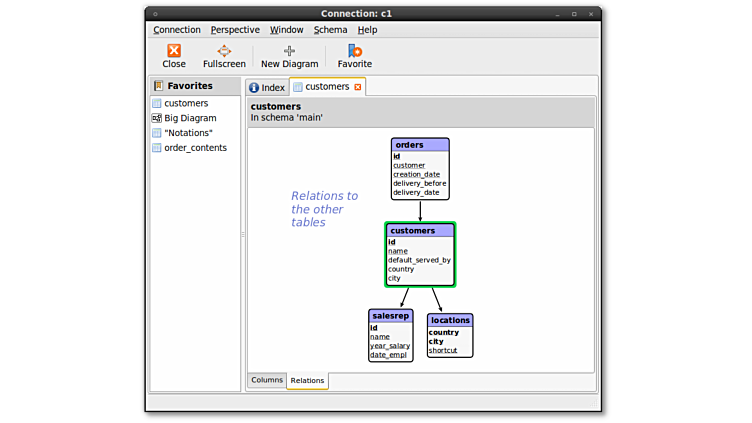 Connection: c1
Connection Perspective Window Schema Help
Close Fullscreen New Diagram Favorite
Favorites
customers
Big Diagram
"Notations"
order_contents
Index customers
customers
In schema 'main'
orders
id
customer
creation_date
delivery_before
delivery_date
Relations to
the other
tables
customers
id
name
default_served_by
country
city
salesrep
id
name
year_salary
date_empl
locations
country
city
shortcut
Columns Relations